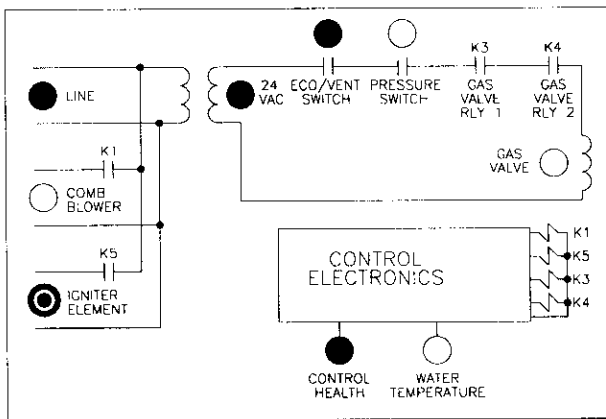 LINE
K1
COMB
BLOWER
K5
IGNITER
ELEMENT
24
VAC
ECO/VENT
SWITCH
PRESSURE
SWITCH
K3
GAS
VALVE
RLY 1
K4
GAS
VALVE
RLY 2
GAS
VALVE
CONTROL
ELECTRONICS
K1
K5
K3
K4
CONTROL
HEALTH
WATER
TEMPERATURE